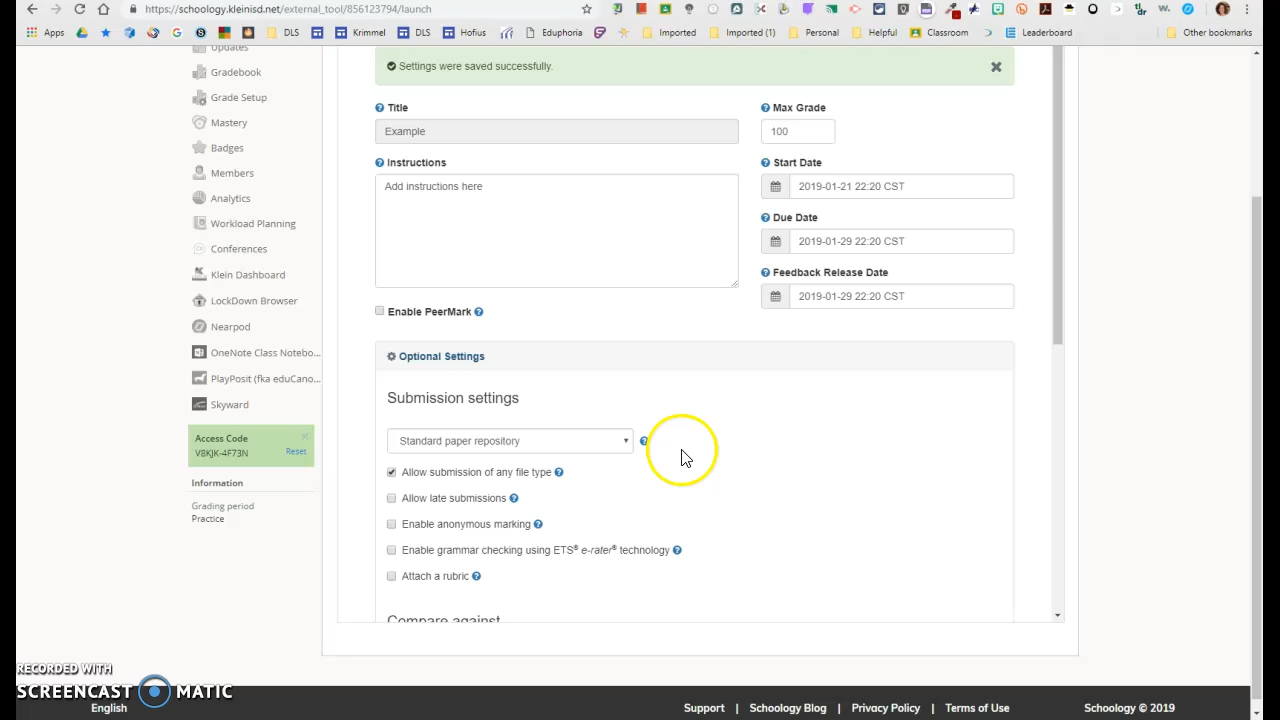 https://schoology.kleinisd.net/external_tool/856123794/launch
Apps
DLS
Krimmel
DLS
Hofius
Eduphoria
Imported
Imported (1)
Personal
Helpful
Classroom
Leaderboard
Other bookmarks
Updates
Gradebook
Grade Setup
Mastery
Badges
Members
Analytics
Workload Planning
Conferences
Klein Dashboard
LockDown Browser
Nearpod
OneNote Class Notebo...
PlayPosit (fka eduCano...
Skyward
Access Code
V8KJK-4F73N
Reset
Information
Grading period
Practice
Settings were saved successfully.
Title
Example
Instructions
Add instructions here
Enable PeerMark
Max Grade
100
Start Date
2019-01-21 22:20 CST
Due Date
2019-01-29 22:20 CST
Feedback Release Date
2019-01-29 22:20 CST
Optional Settings
Submission settings
Standard paper repository
Allow submission of any file type
Allow late submissions
Enable anonymous marking
Enable grammar checking using ETS® e-rater® technology
Attach a rubric
Compare against
RECORDED WITH
SCREENCAST MATIC
English
Support | Schoology Blog | Privacy Policy | Terms of Use
Schoology © 2019